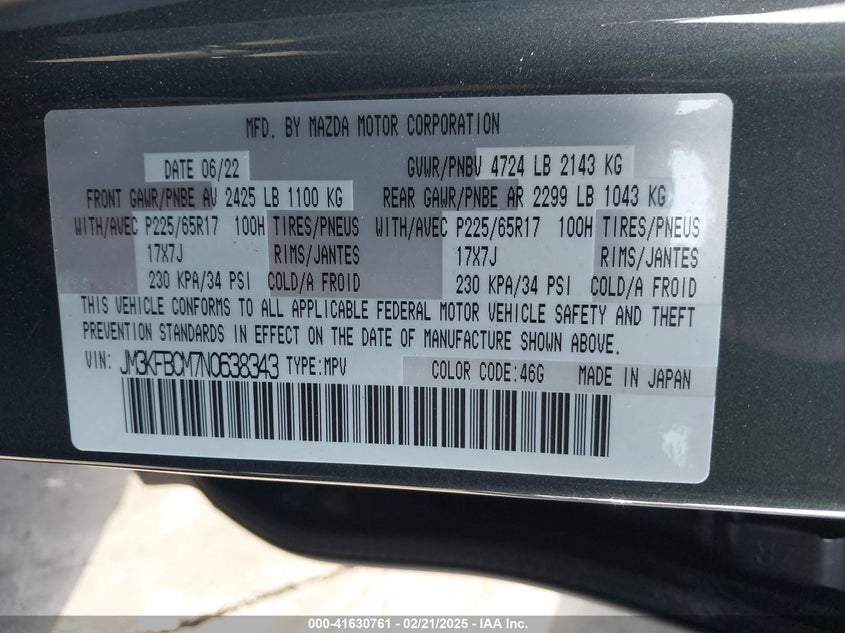 MFD. BY MAZDA MOTOR CORPORATION
DATE 06/22 GVWR/PNBV 4724 LB 2143 KG
FRONT GAWR/PNBE AV 2425 LB 1100 KG REAR GAWR/PNBE AR 2299 LB 1043 KG
WITH/AVEC P225/65R17 100H TIRES/PNEUS WITH/AVEC P225/65R17 100H TIRES/PNEUS
17X7J RIMS/JANTES 17X7J RIMS/JANTES
230 KPA/34 PSI COLD/A FROID 230 KPA/34 PSI COLD/A FROID
THIS VEHICLE CONFORMS TO ALL APPLICABLE FEDERAL MOTOR VEHICLE SAFETY AND THEFT
PREVENTION STANDARDS IN EFFECT ON THE DATE OF MANUFACTURE SHOWN ABOVE.
VIN: JM3KFBCM7N0638343 TYPE:MPV COLOR CODE:46G MADE IN JAPAN
000-41630761 - 02/21/2025 - IAA Inc.